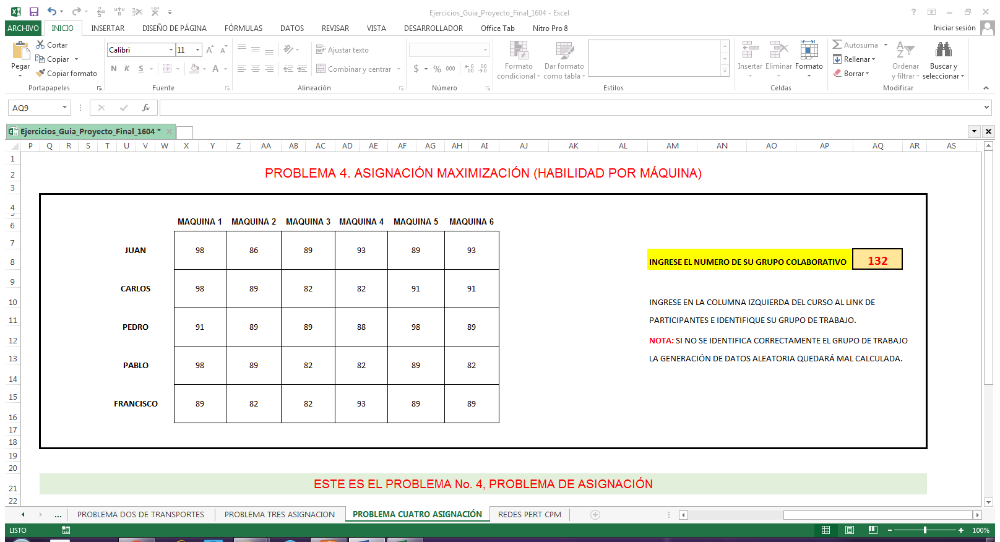 Ejercicios_Guia_Proyecto_Final_1604 - Excel
?
ARCHIVO INICIO INSERTAR DISEÑO DE PÁGINA FÓRMULAS DATOS REVISAR VISTA DESARROLLADOR Office Tab Nitro Pro 8 Iniciar sesión
Pegar
Cortar
Copiar
Copiar formato
Portapapeles
Calibri 11 A A
N K S A
Fuente
Ajustar texto
Combinar y centrar
Alineación
$ % 000
Número
Formato condicional
Dar formato como tabla
Estilos
Insertar Eliminar Formato
Celdas
Autosuma
Rellenar
Borrar
Ordenar y filtrar
Buscar y seleccionar
Modificar
AQ9 fx
Ejercicios_Guia_Proyecto_Final_1604 *
P Q R S T U V W X Y Z AA AB AC AD AE AF AG AH AI AJ AK AL AM AN AO AP AQ AR AS
1
2 PROBLEMA 4. ASIGNACIÓN MAXIMIZACIÓN (HABILIDAD POR MÁQUINA)
3
4
5
6 MAQUINA 1 MAQUINA 2 MAQUINA 3 MAQUINA 4 MAQUINA 5 MAQUINA 6
7 JUAN 98 86 89 93 89 93
8 INGRESE EL NUMERO DE SU GRUPO COLABORATIVO 132
9 CARLOS 98 89 82 82 91 91
10 INGRESE EN LA COLUMNA IZQUIERDA DEL CURSO AL LINK DE
11 PARTICIPANTES E IDENTIFIQUE SU GRUPO DE TRABAJO.
PEDRO 91 89 89 88 98 89
12 NOTA: SI NO SE IDENTIFICA CORRECTAMENTE EL GRUPO DE TRABAJO
13 LA GENERACIÓN DE DATOS ALEATORIA QUEDARÁ MAL CALCULADA.
PABLO 98 89 82 82 89 82
14
15
FRANCISCO 89 82 82 93 89 89
16
17
18
19
20
21 ESTE ES EL PROBLEMA No. 4, PROBLEMA DE ASIGNACIÓN
22
... PROBLEMA DOS DE TRANSPORTES PROBLEMA TRES ASIGNACION PROBLEMA CUATRO ASIGNACIÓN REDES PERT CPM
LISTO 100%